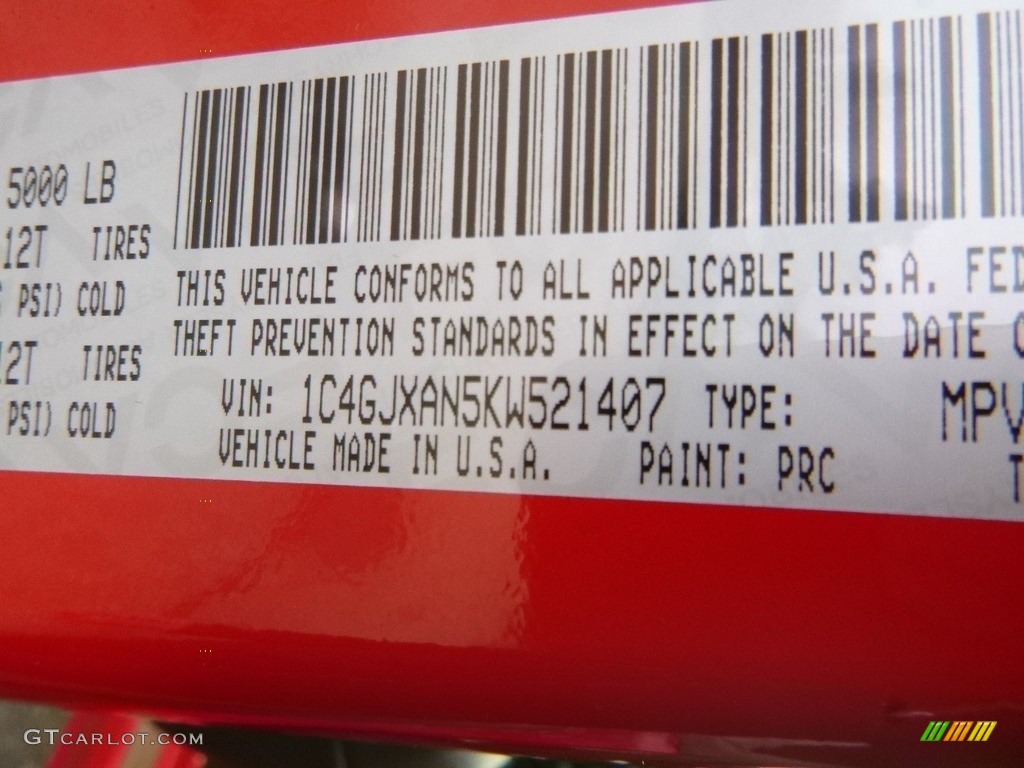 5000 LB
12T TIRES
PSI) COLD
12T TIRES
PSI) COLD
THIS VEHICLE CONFORMS TO ALL APPLICABLE U.S.A. FED
THEFT PREVENTION STANDARDS IN EFFECT ON THE DATE
VIN: 1C4GJXAN5KW521407 TYPE: MPV
VEHICLE MADE IN U.S.A. PAINT: PRC
GTCARLOT.COM